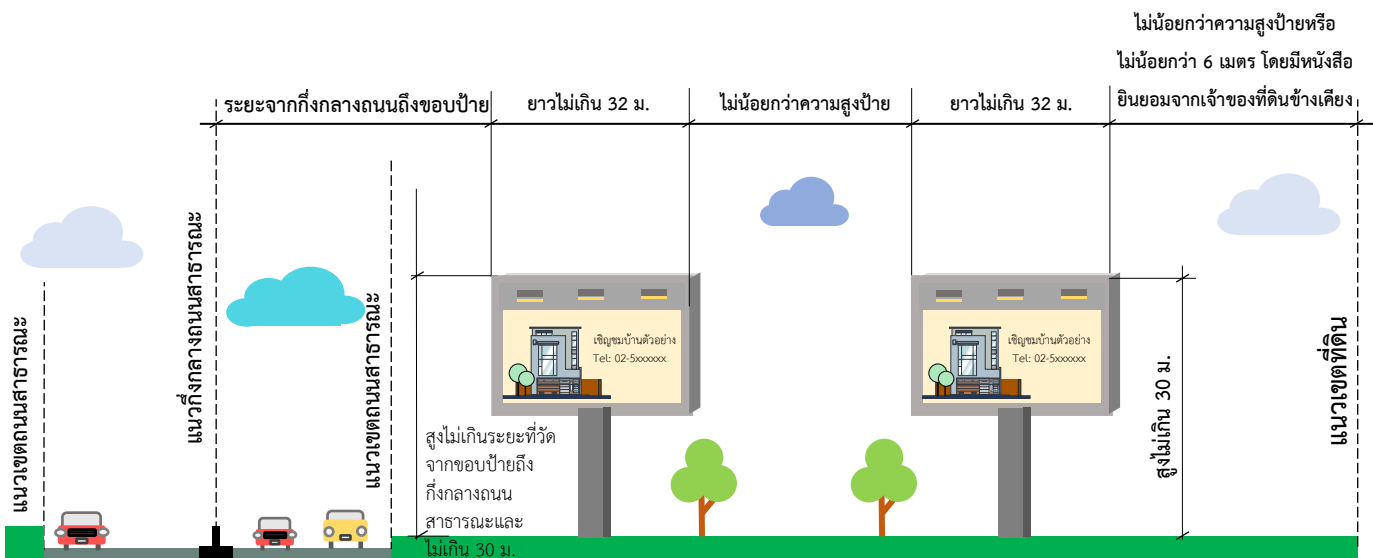 ไม่น้อยกว่าความสูงป้ายหรือ
ไม่น้อยกว่า 6 เมตร โดยมีหนังสือ
ยินยอมจากเจ้าของที่ดินข้างเคียง
ระยะจากกึ่งกลางถนนถึงขอบป้าย
ยาวไม่เกิน 32 ม.
ไม่น้อยกว่าความสูงป้าย
ยาวไม่เกิน 32 ม.
แนวเขตถนนสาธารณะ
แนวกึ่งกลางถนนสาธารณะ
แนวเขตถนนสาธารณะ
สูงไม่เกินระยะที่วัด
จากขอบป้ายถึง
กึ่งกลางถนน
สาธารณะและ
ไม่เกิน 30 ม.
เชิญชมบ้านตัวอย่าง
Tel: 02-5xxxxxx
เชิญชมบ้านตัวอย่าง
Tel: 02-5xxxxxx
สูงไม่เกิน 30 ม.
แนวเขตที่ดิน